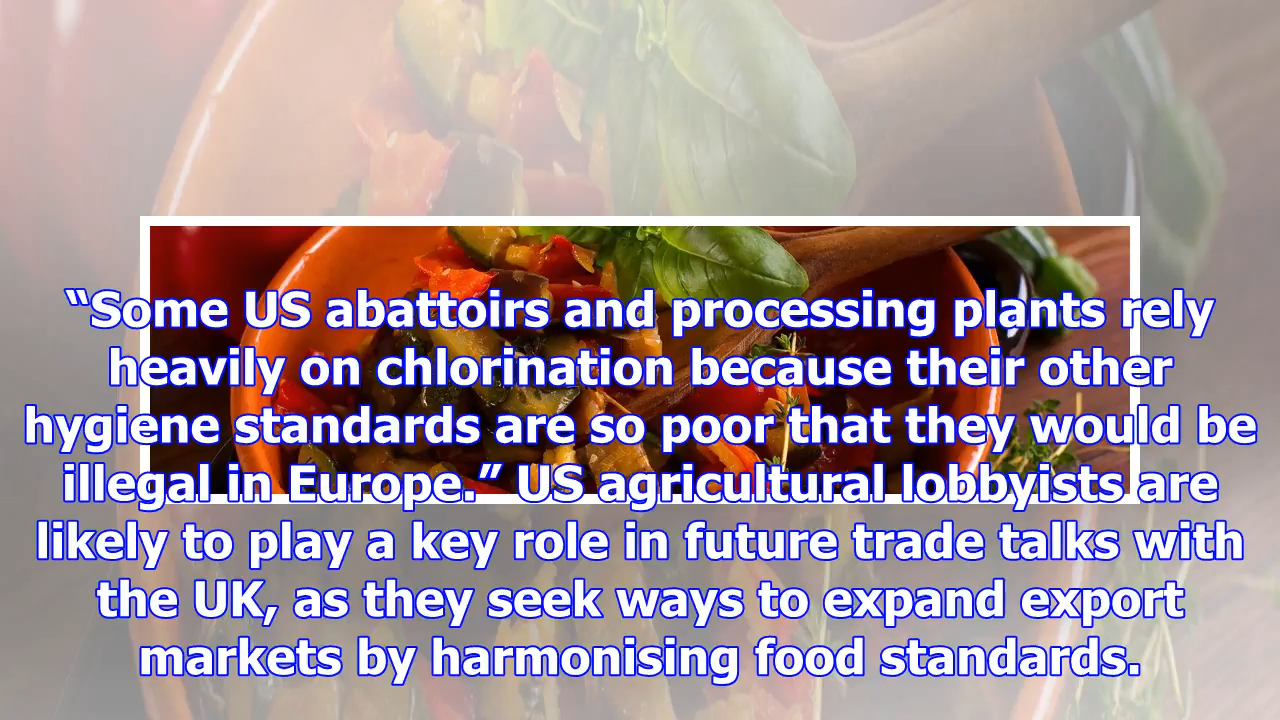 “Some US abattoirs and processing plants rely
heavily on chlorination because their other
hygiene standards are so poor that they would be
illegal in Europe.” US agricultural lobbyists are
likely to play a key role in future trade talks with
the UK, as they seek ways to expand export
markets by harmonising food standards.